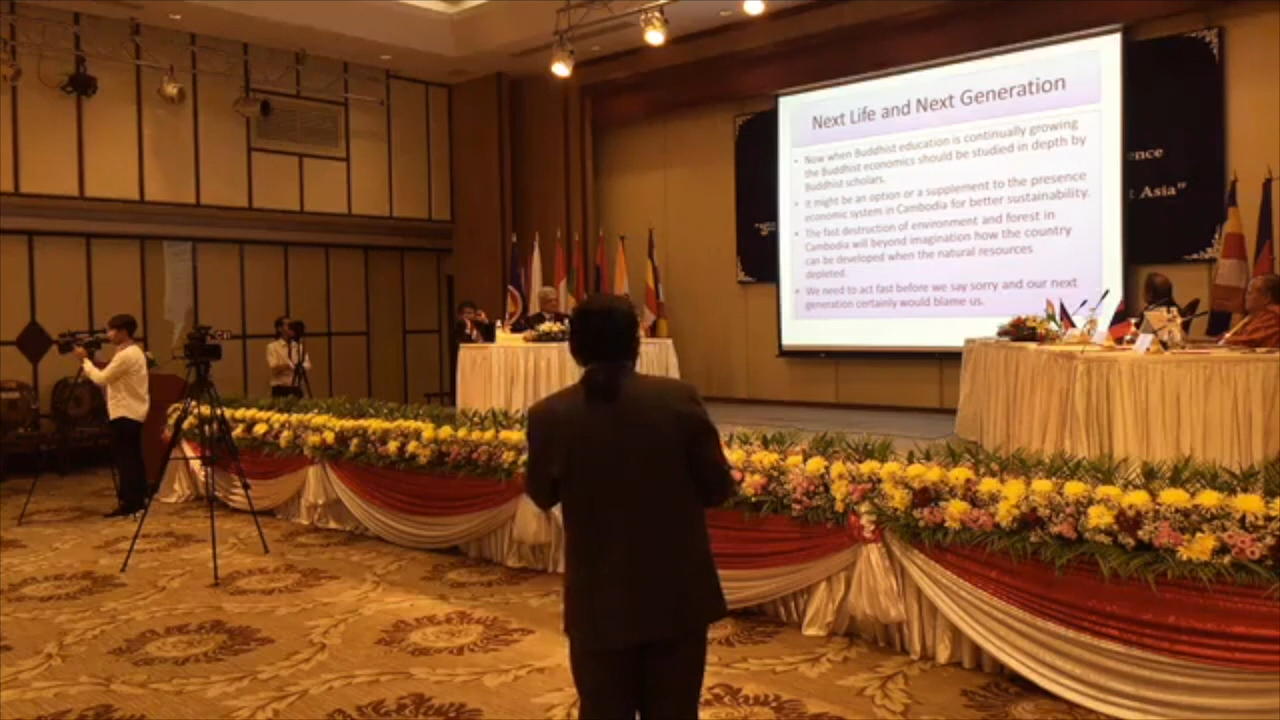 Next Life and Next Generation
• Now when Buddhist education is continually growing
the Buddhist economics should be studied in depth by
Buddhist scholars.
• It might be an option or a supplement to the presence
economic system in Cambodia for better sustainability.
• The fast destruction of environment and forest in
Cambodia will beyond imagination how the country
can be developed when the natural resources
depleted.
• We need to act fast before we say sorry and our next
generation certainly would blame us.
ence
t Asia"